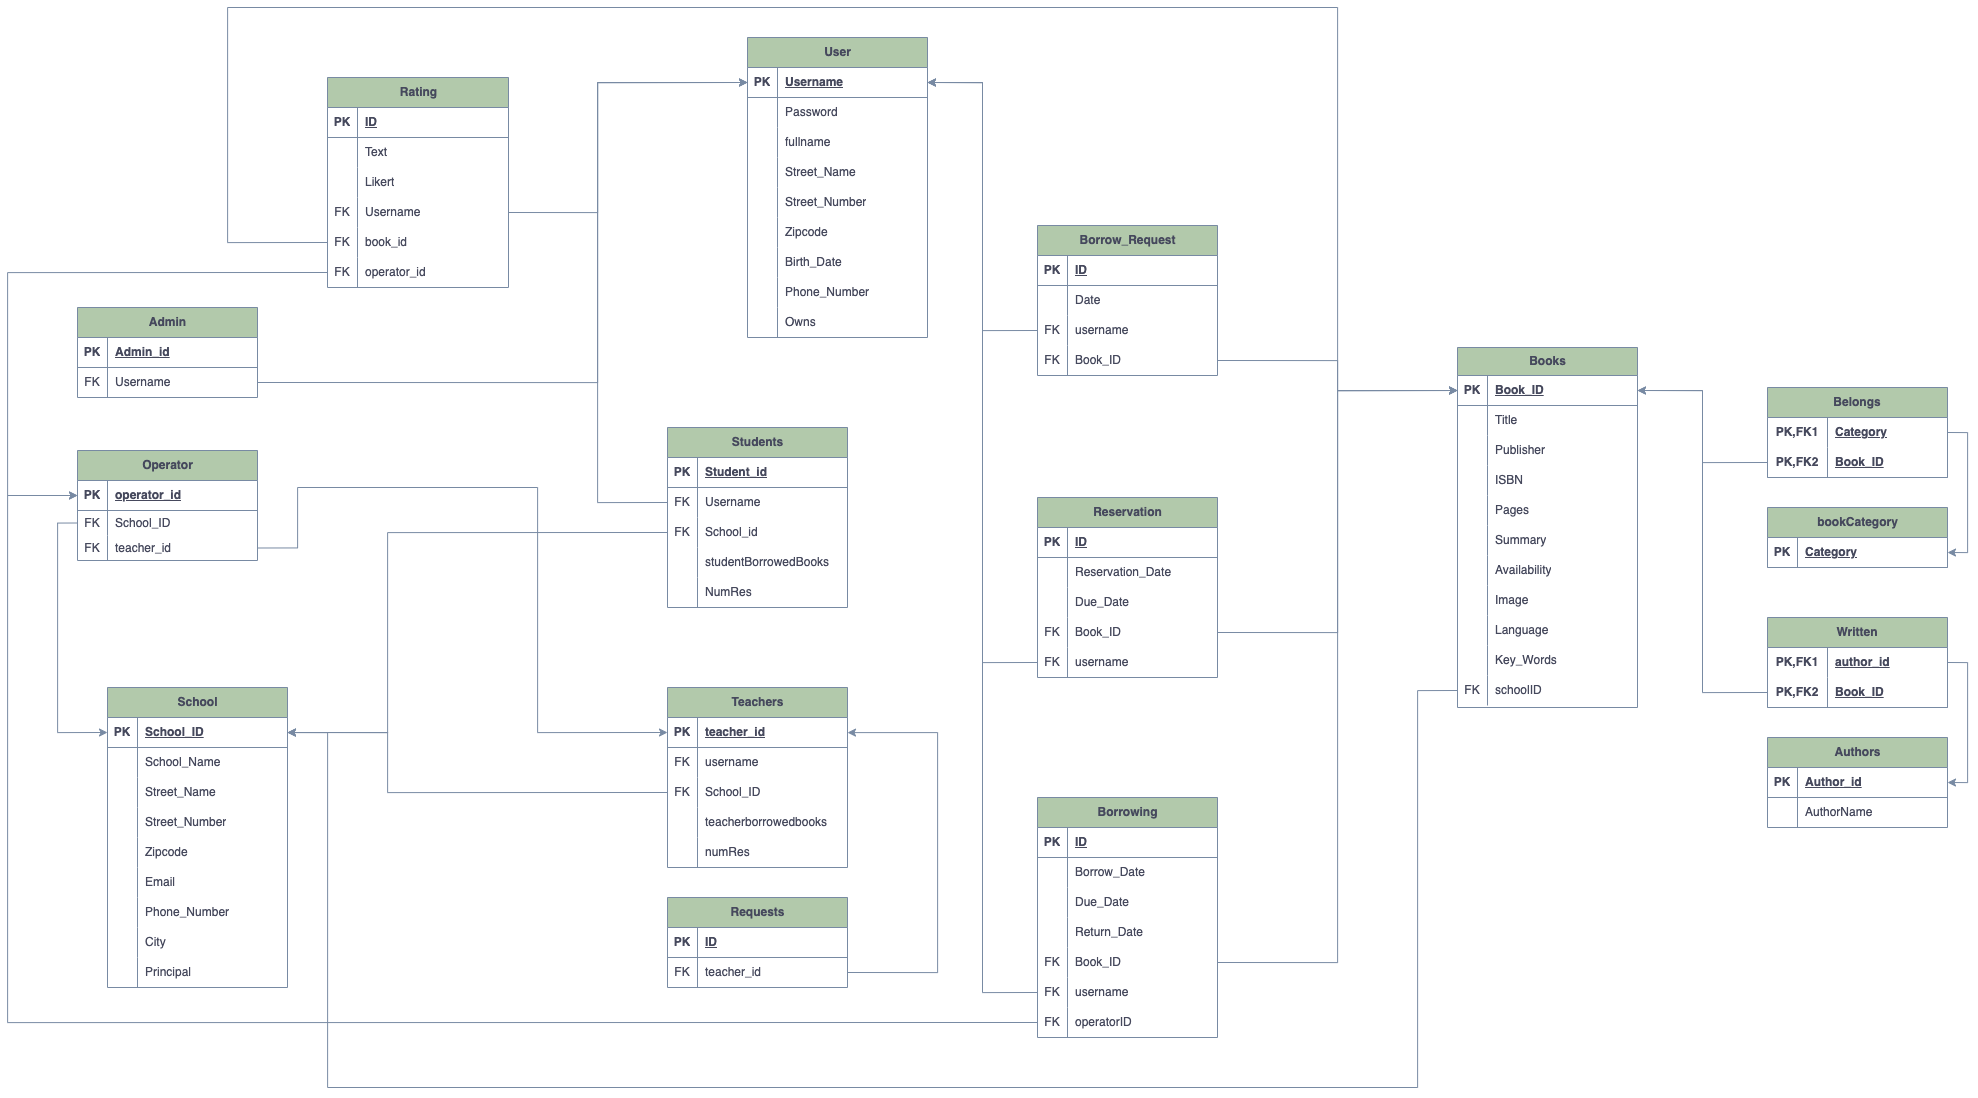 User
PK Username
Password
fullname
Street_Name
Street_Number
Zipcode
Birth_Date
Phone_Number
Owns
Rating
PK ID
Text
Likert
FK Username
FK book_id
FK operator_id
Admin
PK Admin_id
FK Username
Operator
PK operator_id
FK School_ID
FK teacher_id
School
PK School_ID
School_Name
Street_Name
Street_Number
Zipcode
Email
Phone_Number
City
Principal
Students
PK Student_id
FK Username
FK School_id
studentBorrowedBooks
NumRes
Teachers
PK teacher_id
FK username
FK School_ID
teacherborrowedbooks
numRes
Requests
PK ID
FK teacher_id
Borrow_Request
PK ID
Date
FK username
FK Book_ID
Reservation
PK ID
Reservation_Date
Due_Date
FK Book_ID
FK username
Borrowing
PK ID
Borrow_Date
Due_Date
Return_Date
FK Book_ID
FK username
FK operatorID
Books
PK Book_ID
Title
Publisher
ISBN
Pages
Summary
Availability
Image
Language
Key_Words
FK schoolID
Belongs
PK,FK1 Category
PK,FK2 Book_ID
bookCategory
PK Category
Written
PK,FK1 author_id
PK,FK2 Book_ID
Authors
PK Author_id
AuthorName